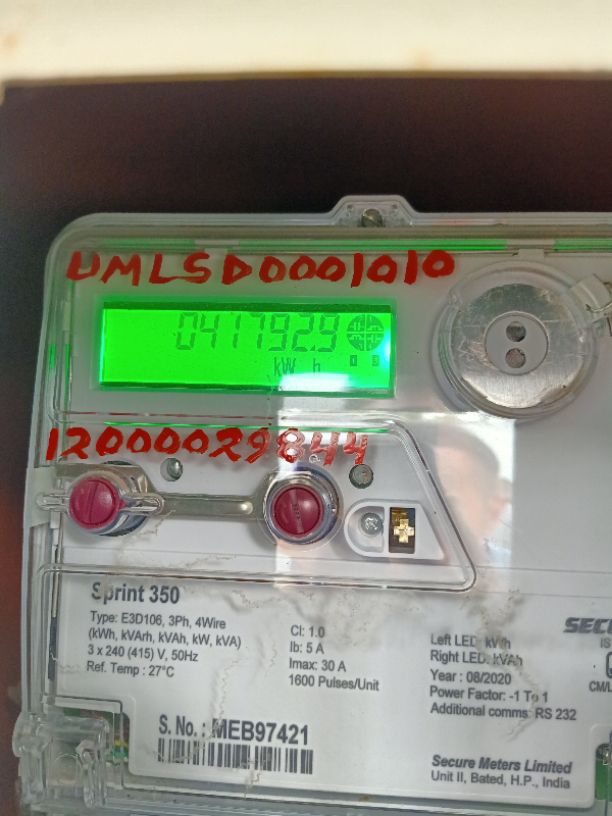 UMLSD0001010
041792.9
kW h
12000029844
Sprint 350
Type: E3D106, 3Ph, 4Wire
(kWh, kVArh, kVAh, kW, kVA)
3 x 240 (415) V, 50Hz
Ref. Temp : 27°C
Cl: 1.0
Ib: 5 A
Imax: 30 A
1600 Pulses/Unit
Left LED: kWh
Right LED: kVAh
Year : 08/2020
Power Factor: -1 To 1
Additional comms: RS 232
SECU
IS
CM/L
S. No. : MEB97421
Secure Meters Limited
Unit II, Bated, H.P., India